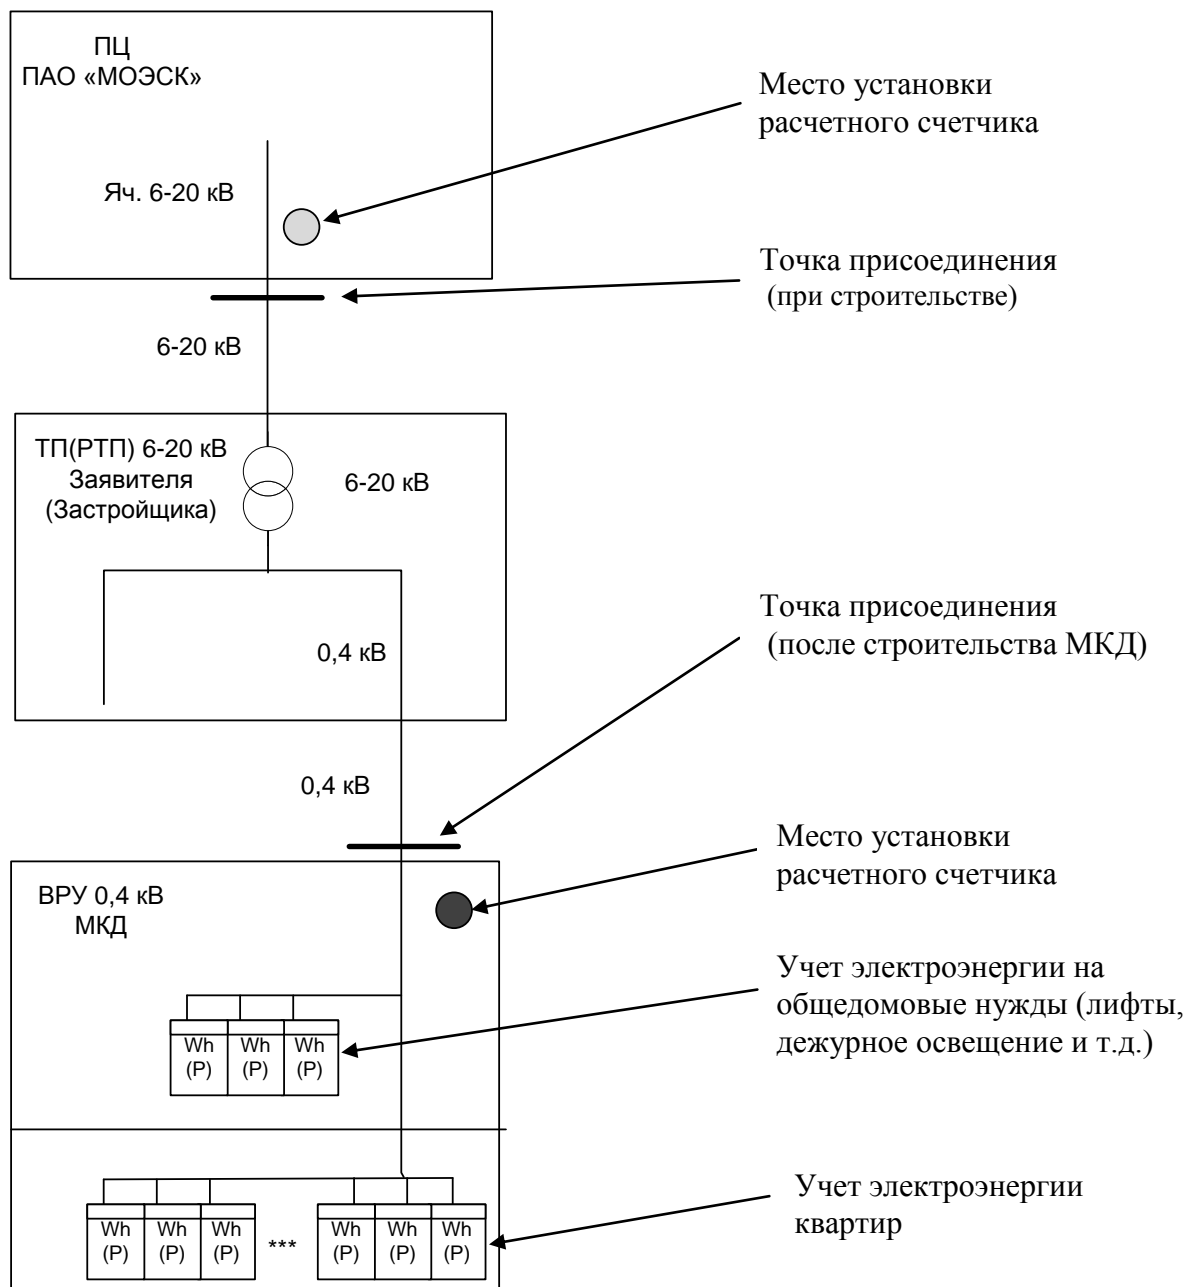 ПЦ
ПАО «МОЭСК»
Место установки
расчетного счетчика
Яч. 6-20 кВ
Точка присоединения
(при строительстве)
6-20 кВ
ТП(РТП) 6-20 кВ
Заявителя
(Застройщика)
6-20 кВ
Точка присоединения
(после строительства МКД)
0,4 кВ
0,4 кВ
Место установки
расчетного счетчика
ВРУ 0,4 кВ
МКД
Учет электроэнергии на
общедомовые нужды (лифты,
дежурное освещение и т.д.)
Wh Wh Wh
(P) (P) (P)
Учет электроэнергии
квартир
Wh Wh Wh Wh Wh Wh
(P) (P) (P) *** (P) (P) (P)